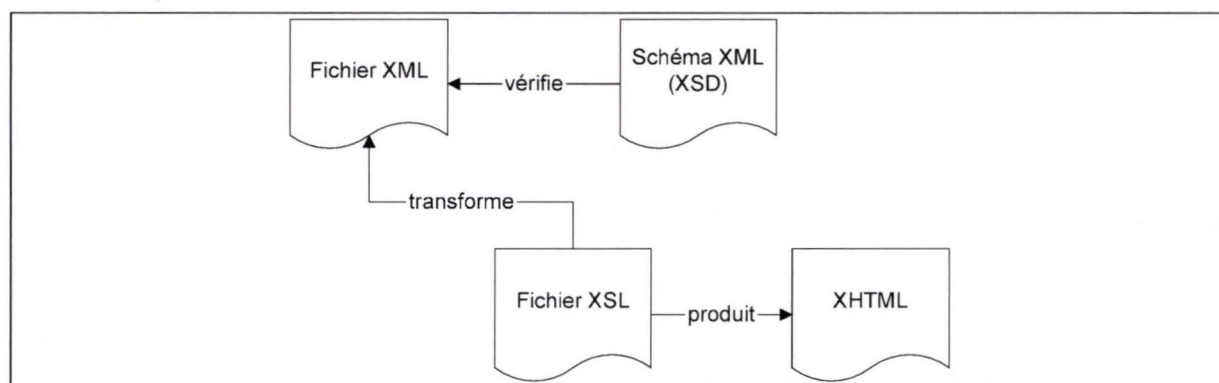 Fichier XML
vérifie
Schéma XML
(XSD)
transforme
Fichier XSL
produit
XHTML